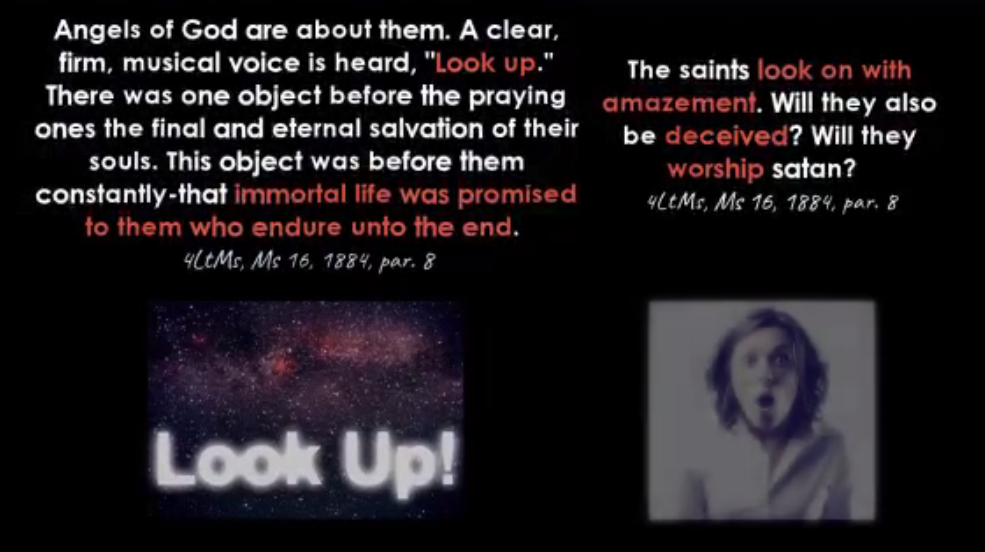 Angels of God are about them. A clear,
firm, musical voice is heard, "Look up."
There was one object before the praying
ones the final and eternal salvation of their
souls. This object was before them
constantly-that immortal life was promised
to them who endure unto the end.
4LtMs, Ms 16, 1884, par. 8
The saints look on with
amazement. Will they also
be deceived? Will they
worship satan?
4LtMs, Ms 16, 1884, par. 8
Look Up!